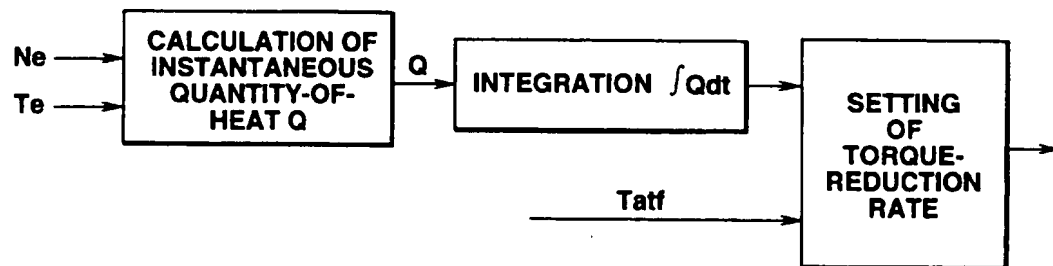 Ne
Te
CALCULATION OF
INSTANTANEOUS
QUANTITY-OF-
HEAT Q
Q
INTEGRATION ∫Qdt
Tatf
SETTING
OF
TORQUE-
REDUCTION
RATE